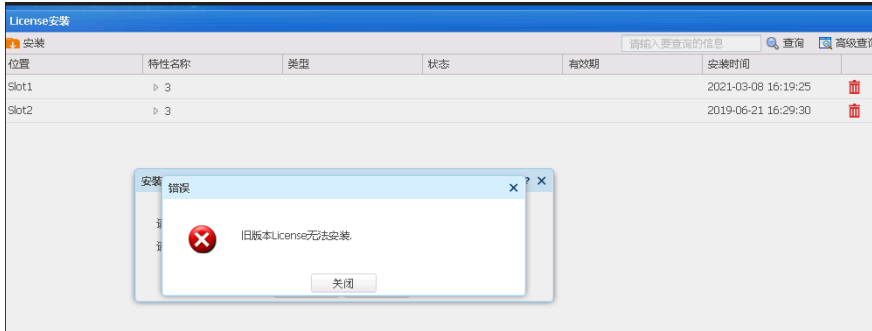 License安装
安装 请输入要查询的信息 查询 高级查询
位置 特性名称 类型 状态 有效期 安装时间
Slot1 3 2021-03-08 16:19:25
Slot2 3 2019-06-21 16:29:30
安装 ?
错误
旧版本License无法安装.
关闭